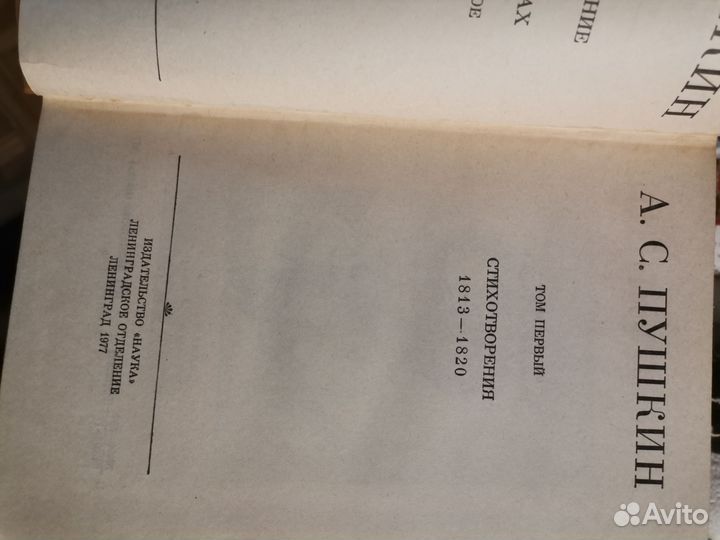 А. С. ПУШКИН
ТОМ ПЕРВЫЙ
СТИХОТВОРЕНИЯ
1813—1820
ИЗДАТЕЛЬСТВО «НАУКА»
ЛЕНИНГРАДСКОЕ ОТДЕЛЕНИЕ
ЛЕНИНГРАД 1977
Avito